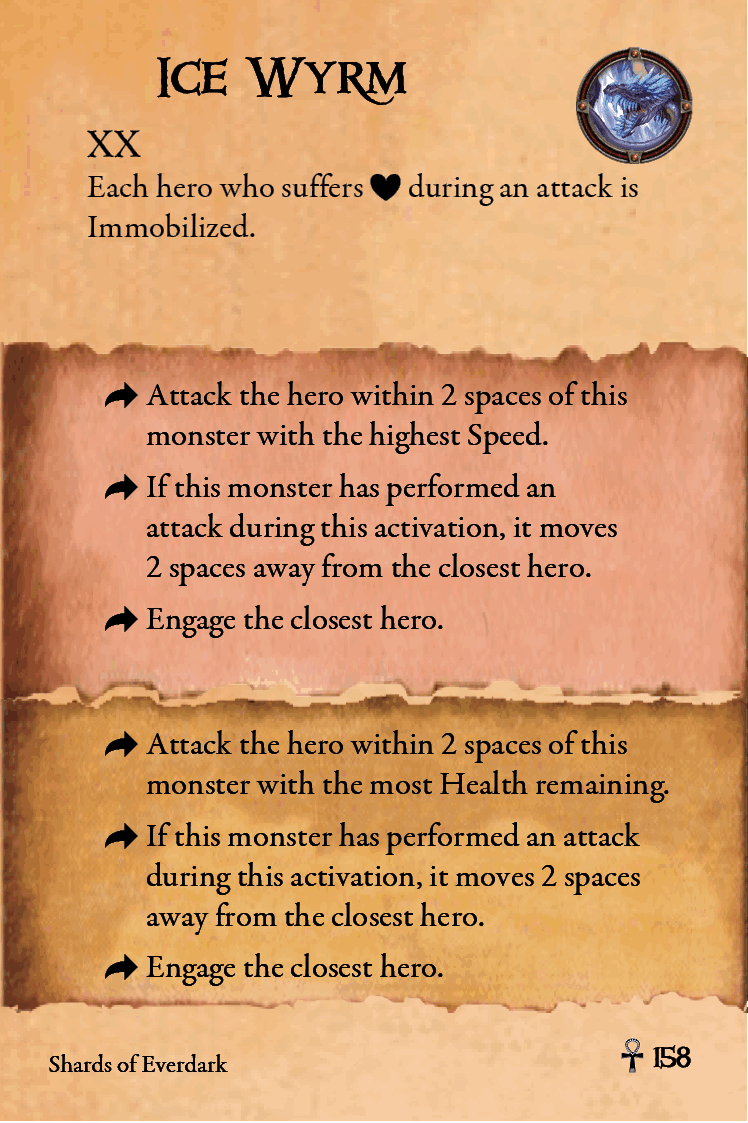 Ice Wyrm
XX
Each hero who suffers ♥ during an attack is
Immobilized.
Attack the hero within 2 spaces of this
monster with the highest Speed.
If this monster has performed an
attack during this activation, it moves
2 spaces away from the closest hero.
Engage the closest hero.
Attack the hero within 2 spaces of this
monster with the most Health remaining.
If this monster has performed an attack
during this activation, it moves 2 spaces
away from the closest hero.
Engage the closest hero.
Shards of Everdark
☥ 158